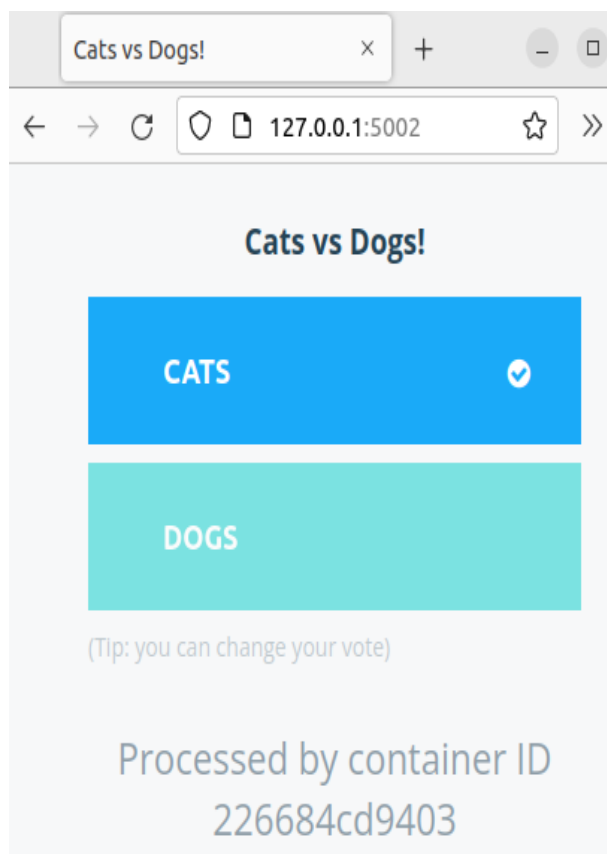 Cats vs Dogs!
127.0.0.1:5002
Cats vs Dogs!
CATS
DOGS
(Tip: you can change your vote)
Processed by container ID
226684cd9403